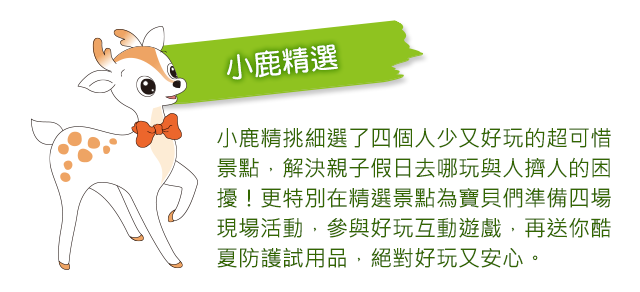 小鹿精選
小鹿精挑細選了四個人少又好玩的超可惜
景點，解決親子假日去哪玩與人擠人的困
擾！更特別在精選景點為寶貝們準備四場
現場活動，參與好玩互動遊戲，再送你酷
夏防護試用品，絕對好玩又安心。